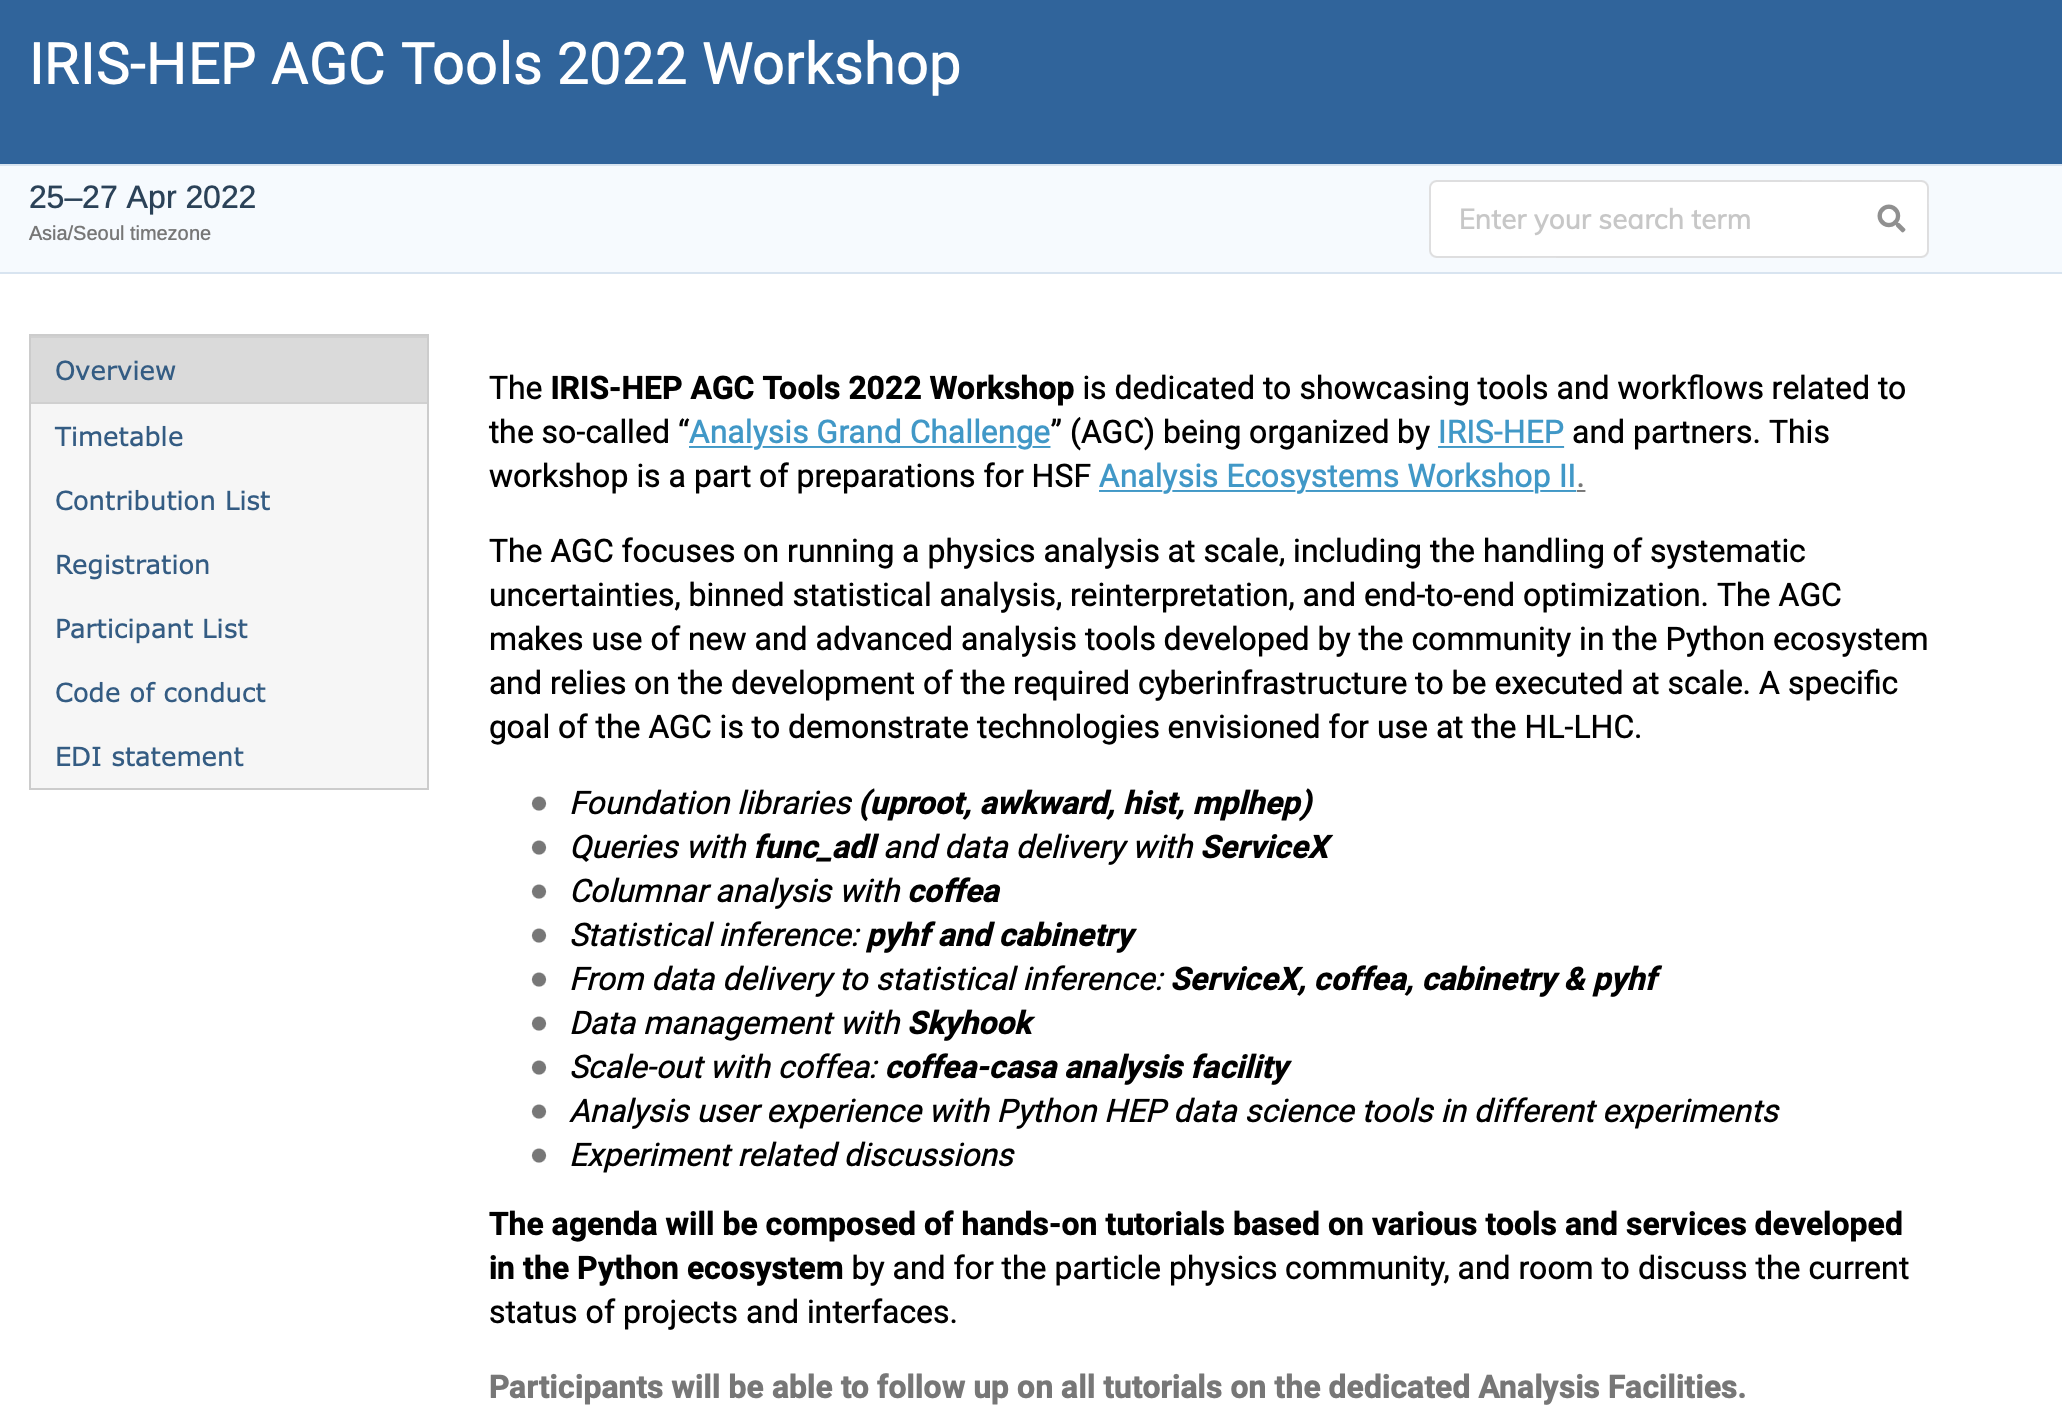 IRIS-HEP AGC Tools 2022 Workshop
25–27 Apr 2022
Asia/Seoul timezone
Enter your search term
Overview
Timetable
Contribution List
Registration
Participant List
Code of conduct
EDI statement
The IRIS-HEP AGC Tools 2022 Workshop is dedicated to showcasing tools and workflows related to
the so-called “Analysis Grand Challenge” (AGC) being organized by IRIS-HEP and partners. This
workshop is a part of preparations for HSF Analysis Ecosystems Workshop II.
The AGC focuses on running a physics analysis at scale, including the handling of systematic
uncertainties, binned statistical analysis, reinterpretation, and end-to-end optimization. The AGC
makes use of new and advanced analysis tools developed by the community in the Python ecosystem
and relies on the development of the required cyberinfrastructure to be executed at scale. A specific
goal of the AGC is to demonstrate technologies envisioned for use at the HL-LHC.
● Foundation libraries (uproot, awkward, hist, mplhep)
● Queries with func_adl and data delivery with ServiceX
● Columnar analysis with coffea
● Statistical inference: pyhf and cabinetry
● From data delivery to statistical inference: ServiceX, coffea, cabinetry & pyhf
● Data management with Skyhook
● Scale-out with coffea: coffea-casa analysis facility
● Analysis user experience with Python HEP data science tools in different experiments
● Experiment related discussions
The agenda will be composed of hands-on tutorials based on various tools and services developed
in the Python ecosystem by and for the particle physics community, and room to discuss the current
status of projects and interfaces.
Participants will be able to follow up on all tutorials on the dedicated Analysis Facilities.